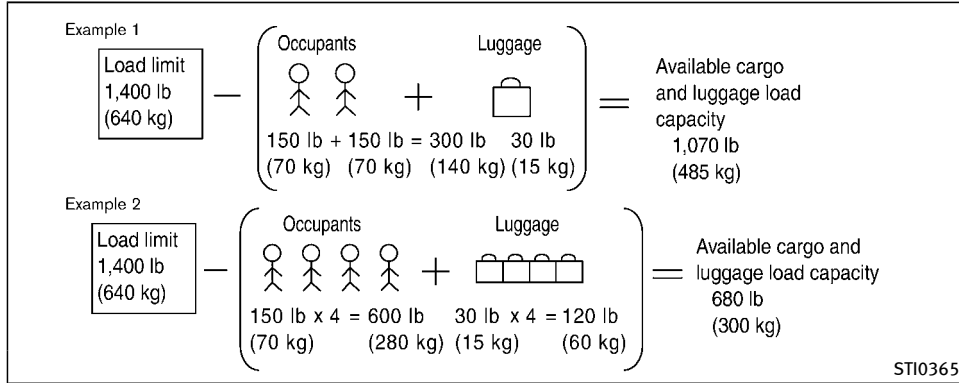 Example 1
Load limit
1,400 lb
(640 kg)
−
Occupants
+
Luggage
150 lb + 150 lb = 300 lb 30 lb
(70 kg) (70 kg) (140 kg) (15 kg)
=
Available cargo
and luggage load
capacity
1,070 lb
(485 kg)
Example 2
Load limit
1,400 lb
(640 kg)
−
Occupants
+
Luggage
150 lb x 4 = 600 lb 30 lb x 4 = 120 lb
(70 kg) (280 kg) (15 kg) (60 kg)
=
Available cargo and
luggage load capacity
680 lb
(300 kg)
STI0365